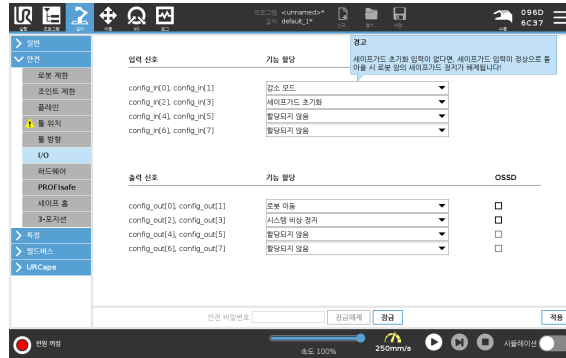 프로그램 <unnamed>*
설치 default_1*
096D
6C37
실행
프로그램
설치
이동
I/O
로그
신규...
열기...
저장...
수동
일반
안전
로봇 제한
조인트 제한
플레인
툴 위치
툴 방향
I/O
하드웨어
PROFIsafe
세이프 홈
3-포지션
특징
필드버스
URCaps
경고
세이프가드 초기화 입력이 없다면, 세이프가드 입력이 정상으로 돌
아올 시 로봇 암의 세이프가드 정지가 해제됩니다!
입력 신호 기능 할당
config_in[0], config_in[1] 감소 모드
config_in[2], config_in[3] 세이프가드 초기화
config_in[4], config_in[5] 할당되지 않음
config_in[6], config_in[7] 할당되지 않음
출력 신호 기능 할당 OSSD
config_out[0], config_out[1] 로봇 이동
config_out[2], config_out[3] 시스템 비상 정지
config_out[4], config_out[5] 할당되지 않음
config_out[6], config_out[7] 할당되지 않음
안전 비밀번호 잠금해제 잠금 적용
전원 꺼짐
속도 100%
250mm/s
시뮬레이션